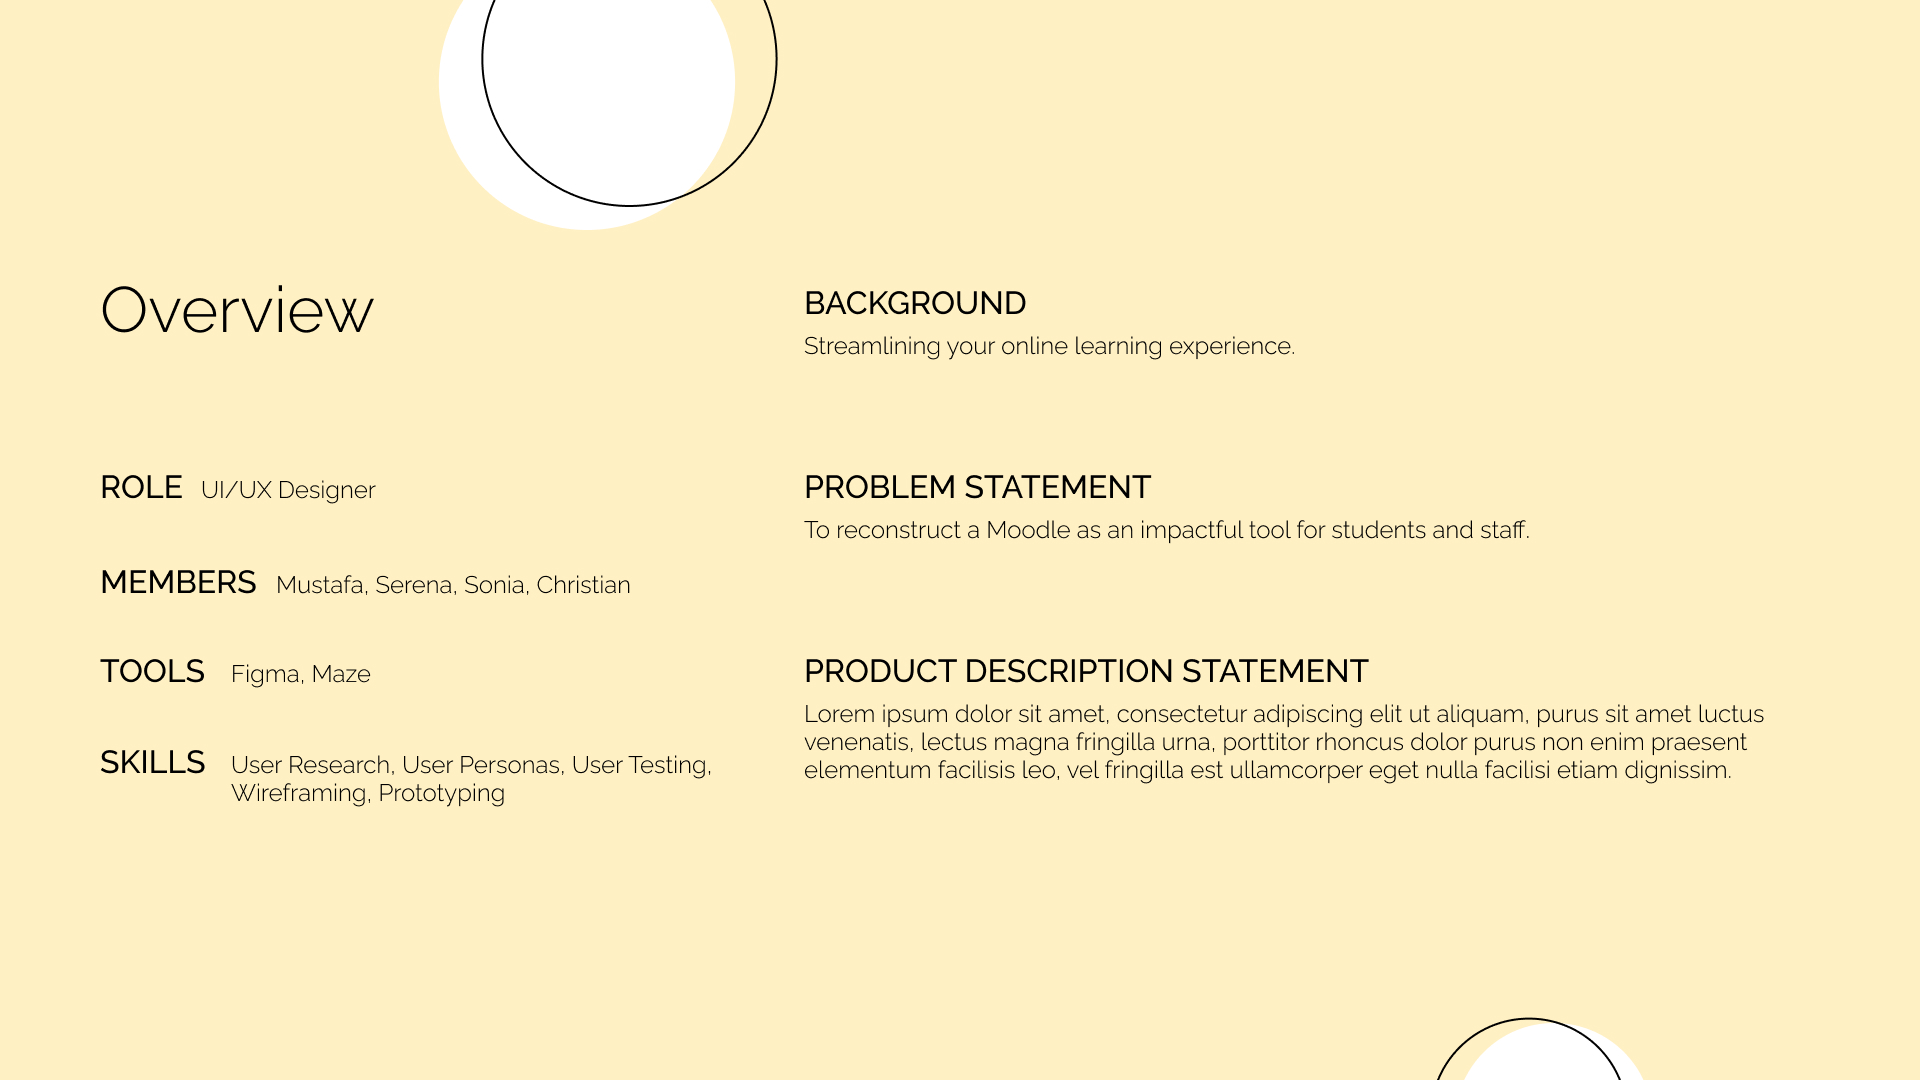 Overview
ROLE UI/UX Designer
MEMBERS Mustafa, Serena, Sonia, Christian
TOOLS Figma, Maze
SKILLS User Research, User Personas, User Testing,
Wireframing, Prototyping
BACKGROUND
Streamlining your online learning experience.
PROBLEM STATEMENT
To reconstruct a Moodle as an impactful tool for students and staff.
PRODUCT DESCRIPTION STATEMENT
Lorem ipsum dolor sit amet, consectetur adipiscing elit ut aliquam, purus sit amet luctus
venenatis, lectus magna fringilla urna, porttitor rhoncus dolor purus non enim praesent
elementum facilisis leo, vel fringilla est ullamcorper eget nulla facilisi etiam dignissim.